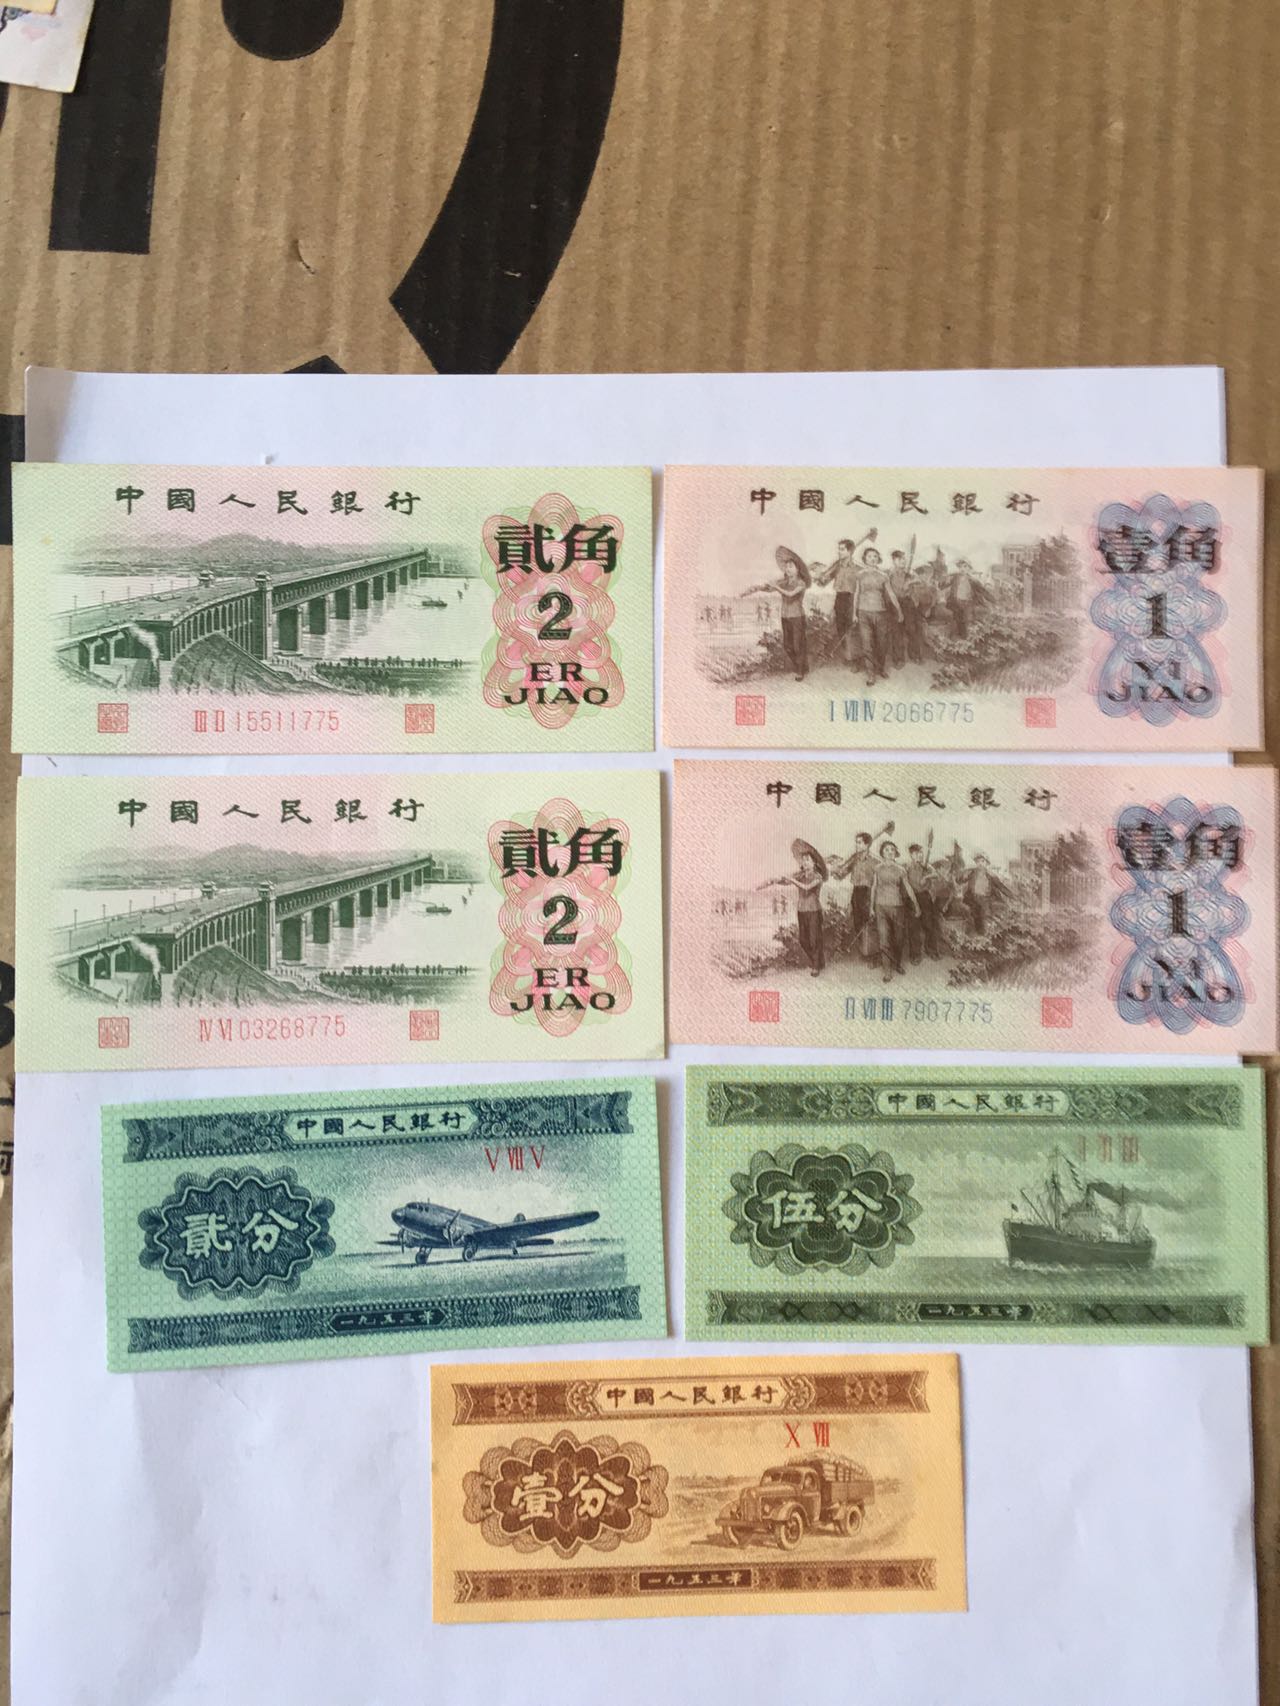 中國人民銀行
貳角
2
ER
JIAO
III II 15511775
中國人民銀行
壹角
1
YI
JIAO
I VII IV 2066775
中國人民銀行
貳角
2
ER
JIAO
IV VI 03268775
中國人民銀行
壹角
1
YI
JIAO
II VII III 7907775
中國人民銀行
V VII V
貳分
一九五三年
中國人民銀行
伍分
一九五三年
中國人民銀行
X VII
壹分
一九五三年